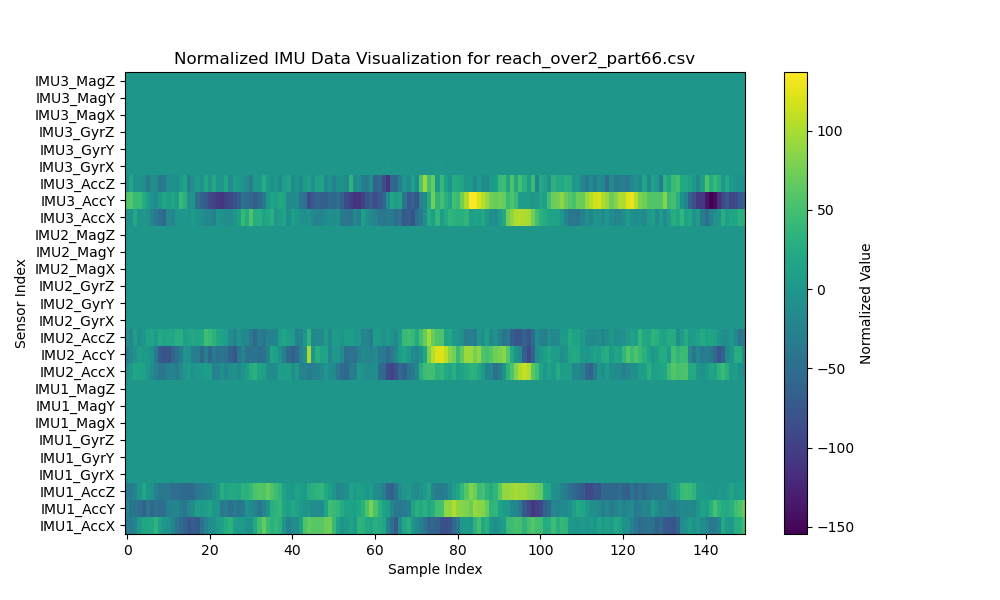 Normalized IMU Data Visualization for reach_over2_part66.csv
IMU3_MagZ
IMU3_MagY
IMU3_MagX
IMU3_GyrZ
IMU3_GyrY
IMU3_GyrX
IMU3_AccZ
IMU3_AccY
IMU3_AccX
IMU2_MagZ
IMU2_MagY
IMU2_MagX
IMU2_GyrZ
IMU2_GyrY
IMU2_GyrX
IMU2_AccZ
IMU2_AccY
IMU2_AccX
IMU1_MagZ
IMU1_MagY
IMU1_MagX
IMU1_GyrZ
IMU1_GyrY
IMU1_GyrX
IMU1_AccZ
IMU1_AccY
IMU1_AccX
Sensor Index
0 20 40 60 80 100 120 140
Sample Index
100
50
0
−50
−100
−150
Normalized Value